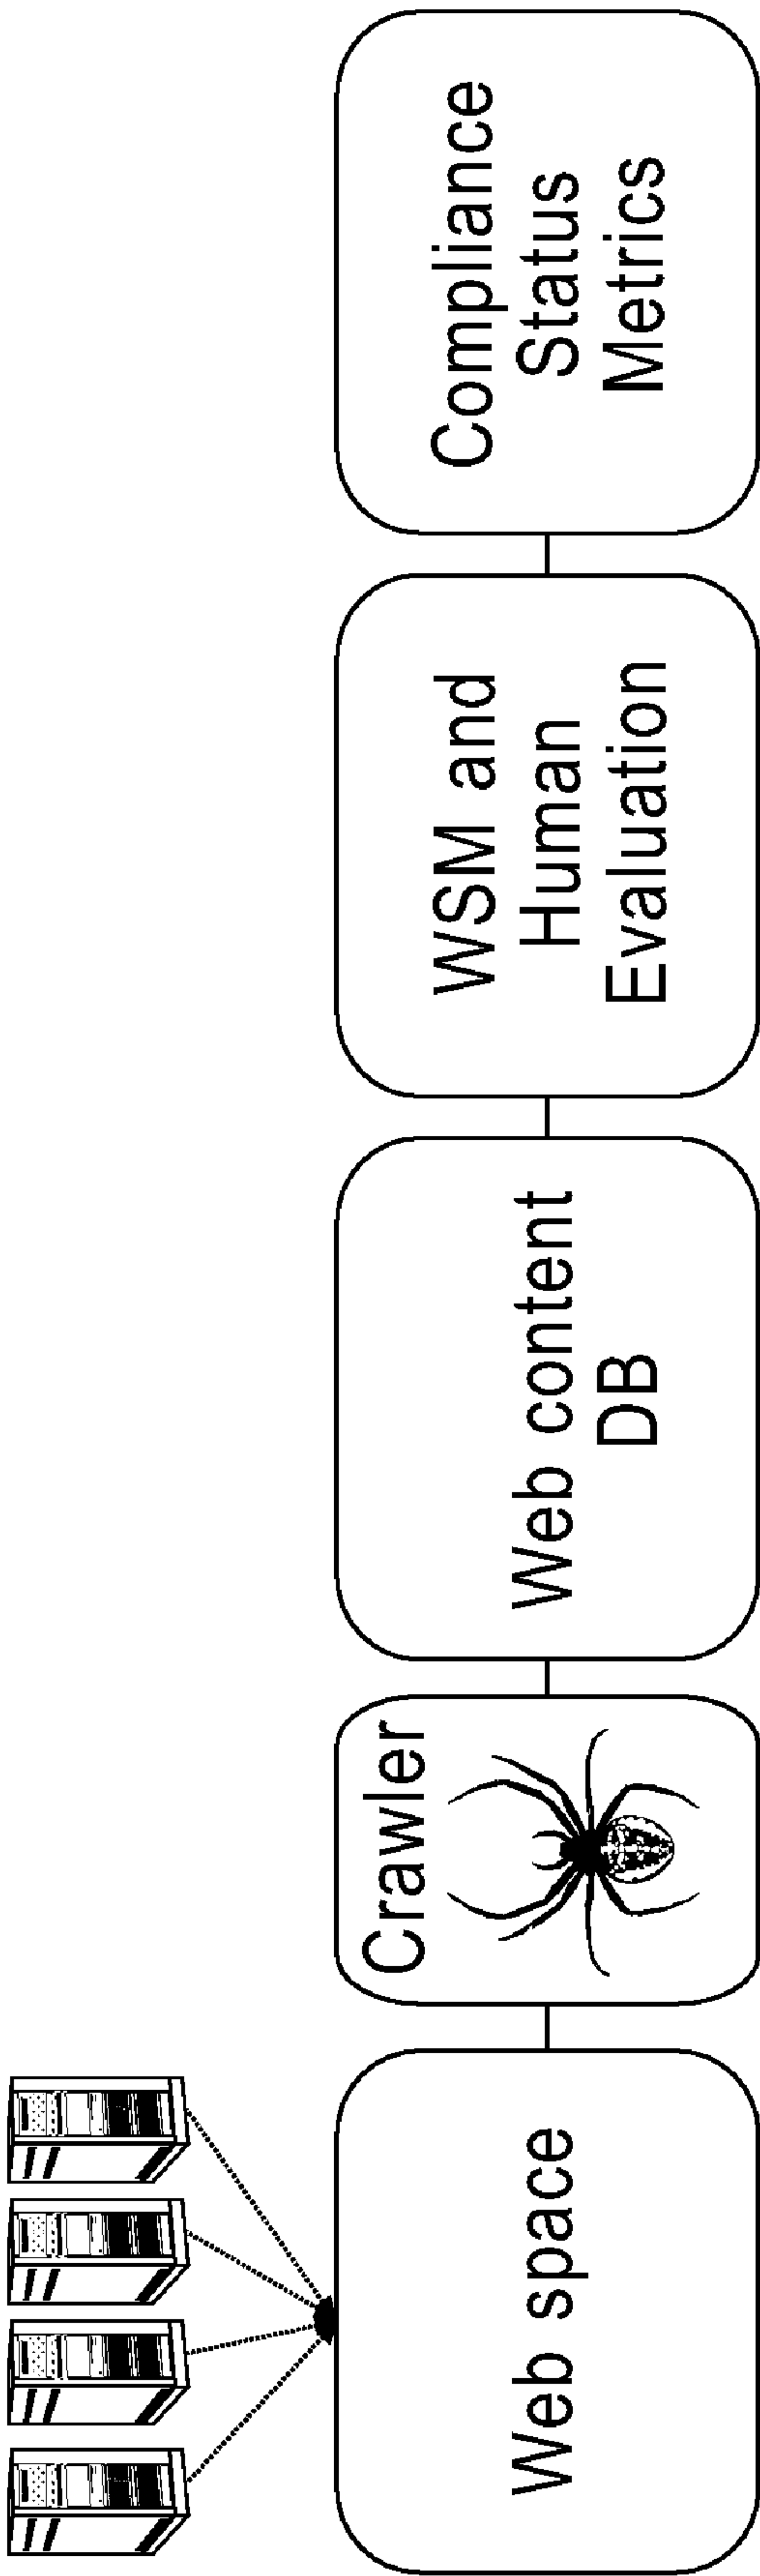 Web space
Crawler
Web content
DB
WSM and
Human
Evaluation
Compliance
Status
Metrics